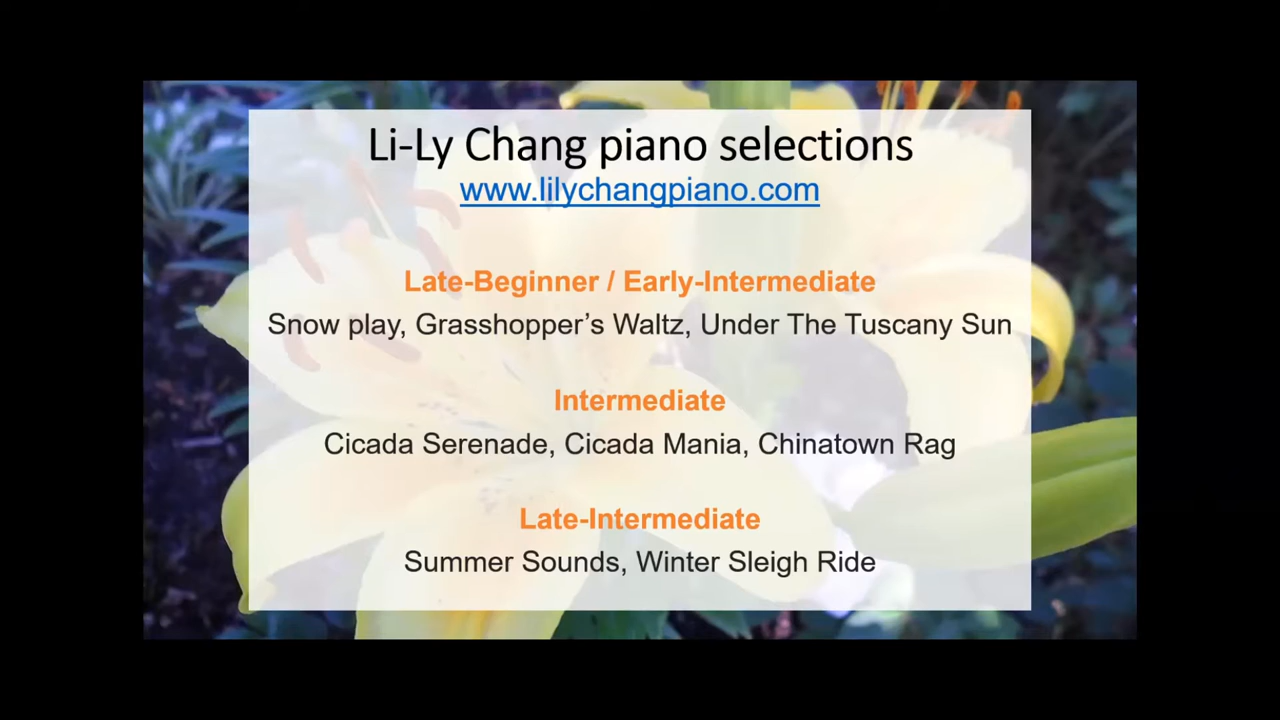 Li-Ly Chang piano selections
www.lilychangpiano.com
Late-Beginner / Early-Intermediate
Snow play, Grasshopper’s Waltz, Under The Tuscany Sun
Intermediate
Cicada Serenade, Cicada Mania, Chinatown Rag
Late-Intermediate
Summer Sounds, Winter Sleigh Ride